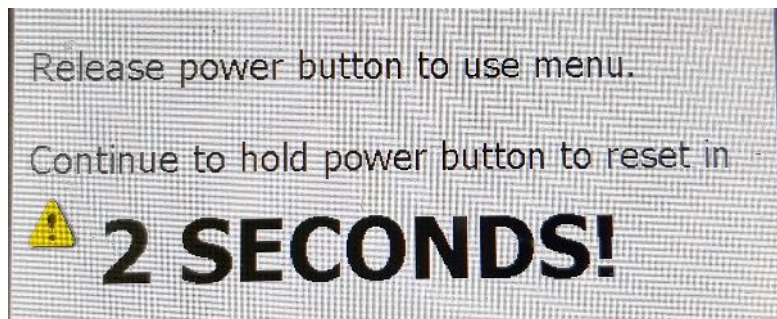 Release power button to use menu.
Continue to hold power button to reset in
2 SECONDS!